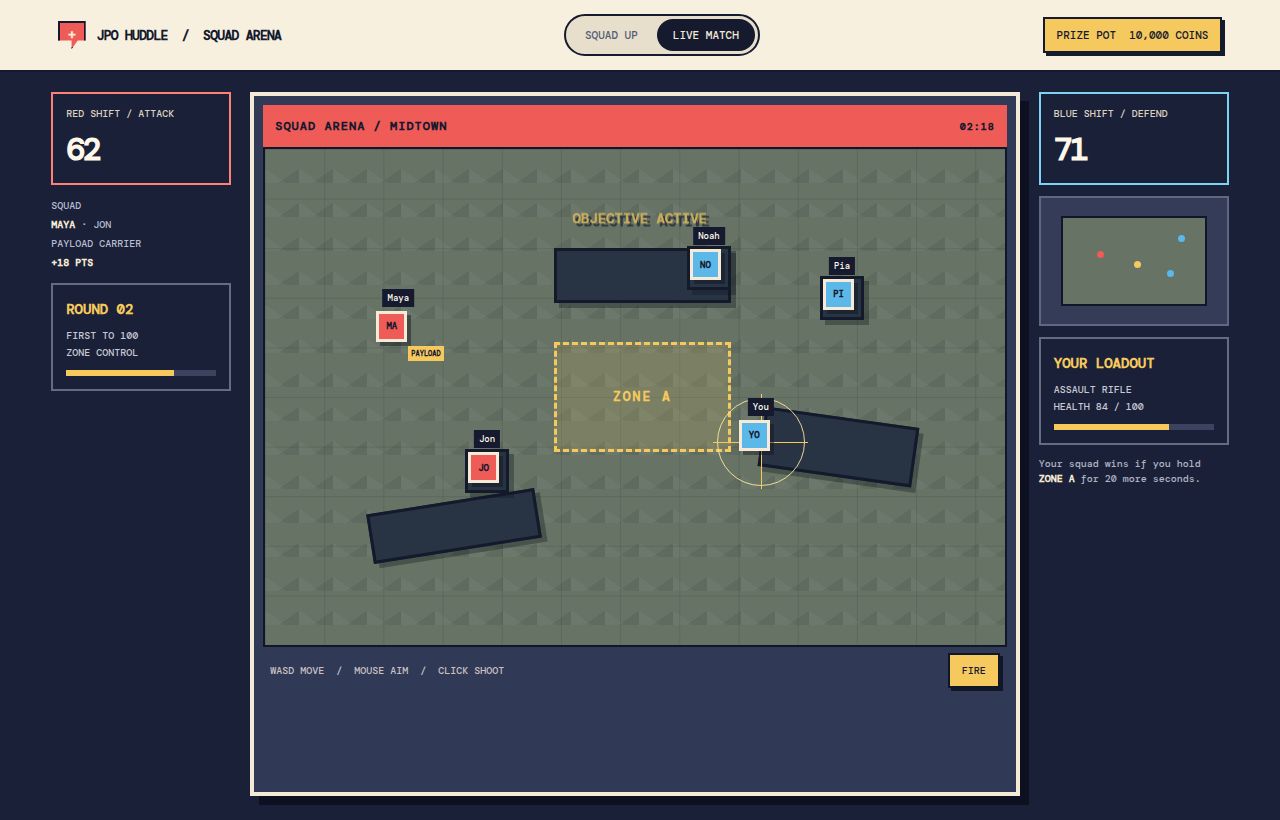 JPO HUDDLE / SQUAD ARENA
SQUAD UP
LIVE MATCH
PRIZE POT 10,000 COINS
RED SHIFT / ATTACK
62
SQUAD
MAYA · JON
PAYLOAD CARRIER
+18 PTS
ROUND 02
FIRST TO 100
ZONE CONTROL
SQUAD ARENA / MIDTOWN
02:18
OBJECTIVE ACTIVE
Noah
NO
Pia
PI
Maya
MA
PAYLOAD
ZONE A
You
YO
Jon
JO
WASD MOVE / MOUSE AIM / CLICK SHOOT
FIRE
BLUE SHIFT / DEFEND
71
YOUR LOADOUT
ASSAULT RIFLE
HEALTH 84 / 100
Your squad wins if you hold
ZONE A for 20 more seconds.